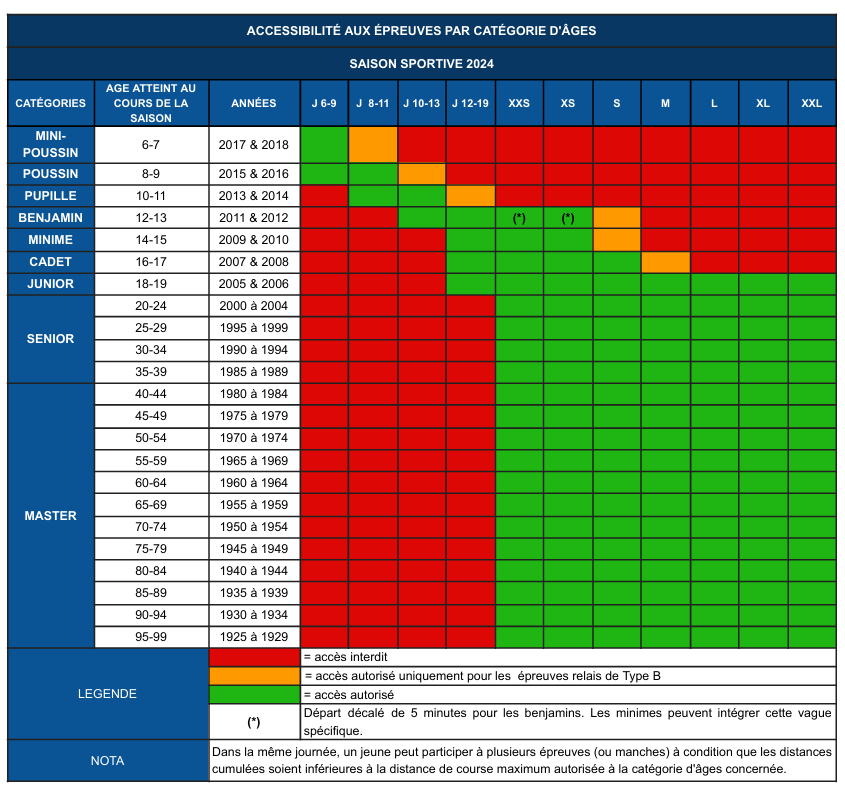 ACCESSIBILITÉ AUX ÉPREUVES PAR CATÉGORIE D'ÂGES
SAISON SPORTIVE 2024
CATÉGORIES AGE ATTEINT AU COURS DE LA SAISON ANNÉES J 6-9 J 8-11 J 10-13 J 12-19 XXS XS S M L XL XXL
MINI-POUSSIN 6-7 2017 & 2018
POUSSIN 8-9 2015 & 2016
PUPILLE 10-11 2013 & 2014
BENJAMIN 12-13 2011 & 2012 (*) (*)
MINIME 14-15 2009 & 2010
CADET 16-17 2007 & 2008
JUNIOR 18-19 2005 & 2006
SENIOR
20-24 2000 à 2004
25-29 1995 à 1999
30-34 1990 à 1994
35-39 1985 à 1989
MASTER
40-44 1980 à 1984
45-49 1975 à 1979
50-54 1970 à 1974
55-59 1965 à 1969
60-64 1960 à 1964
65-69 1955 à 1959
70-74 1950 à 1954
75-79 1945 à 1949
80-84 1940 à 1944
85-89 1935 à 1939
90-94 1930 à 1934
95-99 1925 à 1929
LEGENDE
= accès interdit
= accès autorisé uniquement pour les épreuves relais de Type B
= accès autorisé
(*) Départ décalé de 5 minutes pour les benjamins. Les minimes peuvent intégrer cette vague
spécifique.
NOTA
Dans la même journée, un jeune peut participer à plusieurs épreuves (ou manches) à condition que les distances
cumulées soient inférieures à la distance de course maximum autorisée à la catégorie d'âges concernée.